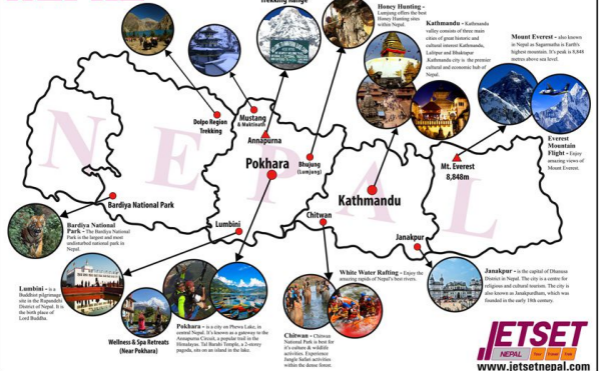 Trekking Range
Honey Hunting -
Lamjung offers the best
Honey Hunting sites
within Nepal.
Kathmandu - Kathmandu
valley consists of three main
cities of great historic and
cultural interest Kathmandu,
Lalitpur and Bhaktapur
.Kathmandu city is the premier
cultural and economic hub of
Nepal.
Mount Everest - also known
in Nepal as Sagarmatha is Earth's
highest mountain. It's peak is 8,848
metres above sea level.
Everest
Mountain
Flight - Enjoy
amazing views of
Mount Everest.
NEPAL
Dolpo Region
Trekking
Mustang
& Muktinath
Annapurna
Pokhara
Bhujung
(Lamjung)
Kathmandu
Mt. Everest
8,848m
Bardiya National Park
Lumbini
Chitwan
Janakpur
Bardiya National
Park - The Bardiya National
Park is the largest and most
undisturbed national park in
Nepal.
Lumbini - is a
Buddhist pilgrimage
site in the Rupandehi
District of Nepal. It is
the birth place of
Lord Buddha.
Wellness & Spa Retreats
(Near Pokhara)
Pokhara - is a city on Phewa Lake, in
central Nepal. It's known as a gateway to the
Annapurna Circuit, a popular trail in the
Himalayas. Tal Barahi Temple, a 2-story
pagoda, sits on an island in the lake.
White Water Rafting - Enjoy the
amazing rapids of Nepal's best rivers.
Chitwan - Chitwan
National Park is best for
it's culture & wildlife
activities. Experience
Jungle Safari activities
within the dense forest.
Janakpur - is the capital of Dhanusa
District in Nepal. The city is a centre for
religious and cultural tourism. The city is
also known as Janakpurdham, which was
founded in the early 18th century.
JETSET
NEPAL
www.jetsetnepal.com